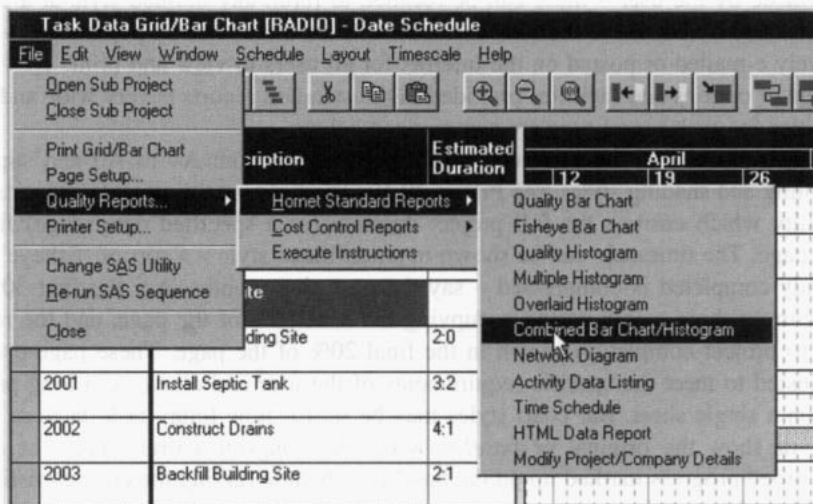 Task Data Grid/Bar Chart [RADIO] - Date Schedule
File Edit View Window Schedule Layout Timescale Help
Open Sub Project
Close Sub Project
Print Grid/Bar Chart
Page Setup...
Quality Reports...
Printer Setup...
Change SAS Utility
Re-run SAS Sequence
Close
Hornet Standard Reports
Cost Control Reports
Execute Instructions
Quality Bar Chart
Fisheye Bar Chart
Quality Histogram
Multiple Histogram
Overlaid Histogram
Combined Bar Chart/Histogram
Network Diagram
Activity Data Listing
Time Schedule
HTML Data Report
Modify Project/Company Details
cription
Estimated
Duration
April
12 19 26
ite
ding Site 2:0
2001 Install Septic Tank 3:2
2002 Construct Drains 4:1
2003 Backfill Building Site 2:1